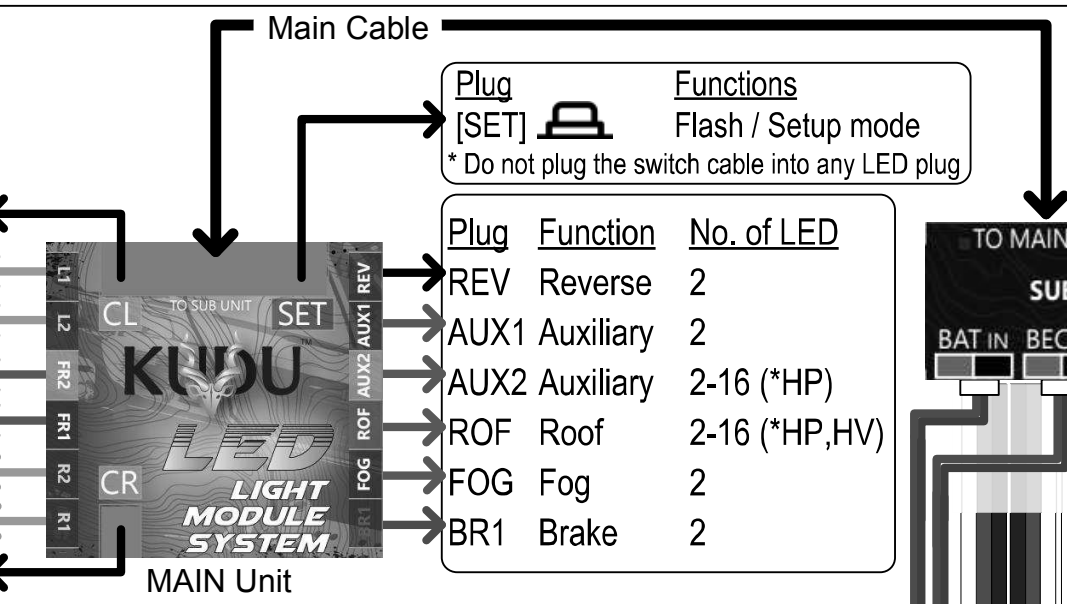 Main Cable
Plug Functions
[SET] Flash / Setup mode
* Do not plug the switch cable into any LED plug
Plug Function No. of LED
REV Reverse 2
AUX1 Auxiliary 2
AUX2 Auxiliary 2-16 (*HP)
ROF Roof 2-16 (*HP,HV)
FOG Fog 2
BR1 Brake 2
L1
L2
FR2
FR1
R2
R1
CL
TO SUB UNIT
SET
KUDU™
LED
LIGHT
MODULE
SYSTEM
CR
REV
AUX1
AUX2
ROF
FOG
BR1
MAIN Unit
TO MAIN
SUB
BAT IN BEC